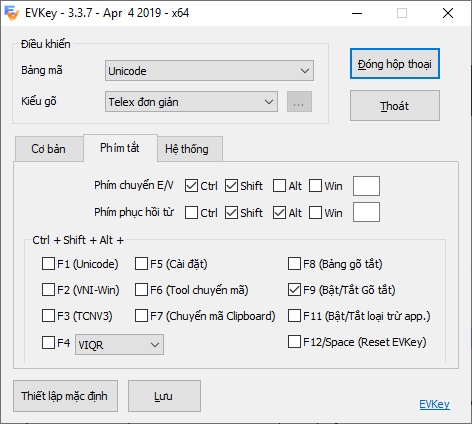 EVKey - 3.3.7 - Apr 4 2019 - x64
Điều khiển
Bảng mã Unicode Đóng hộp thoại
Kiểu gõ Telex đơn giản ... Thoát
Cơ bản Phím tắt Hệ thống
Phím chuyển E/V Ctrl Shift Alt Win
Phím phục hồi từ Ctrl Shift Alt Win
Ctrl + Shift + Alt +
F1 (Unicode) F5 (Cài đặt) F8 (Bảng gõ tắt)
F2 (VNI-Win) F6 (Tool chuyển mã) F9 (Bật/Tắt Gõ tắt)
F3 (TCNV3) F7 (Chuyển mã Clipboard) F11 (Bật/Tắt loại trừ app.)
F4 VIQR F12/Space (Reset EVKey)
Thiết lập mặc định Lưu EVKey